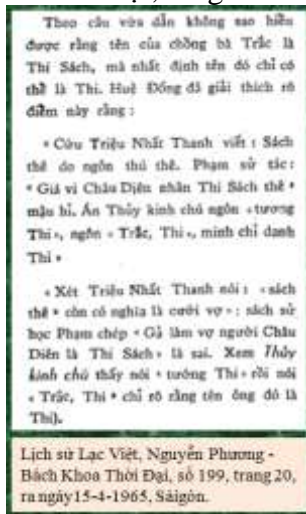 Theo câu vừa dẫn không sao hiểu
được rằng tên của chồng bà Trắc là
Thi Sách, mà nhất định tên đó chỉ có
thể là Thi. Huệ Đống đã giải thích rõ
điểm này rằng :
« Cứu Triệu Nhất Thanh viết : Sách
thê do ngôn thú thê. Phạm sử tác :
« Giá vi Châu Diên nhân Thi Sách thê »
mậu hỉ. Án Thủy kinh chú ngôn «tương
Thi», ngôn « Trắc, Thi», minh chỉ danh
Thi »
« Xét Triệu Nhất Thanh nói : «sách
thê » còn có nghĩa là cưới vợ» : sách sử
học Phạm chép « Gả làm vợ người Châu
Diên là Thi Sách» là sai. Xem Thủy
kinh chú thấy nói « tướng Thi» rồi nói
« Trắc, Thi » chỉ rõ rằng tên ông đó là
Thi).
Lịch sử Lạc Việt, Nguyễn Phương -
Bách Khoa Thời Đại, số 199, trang 20,
ra ngày 15-4-1965, Sàigòn.